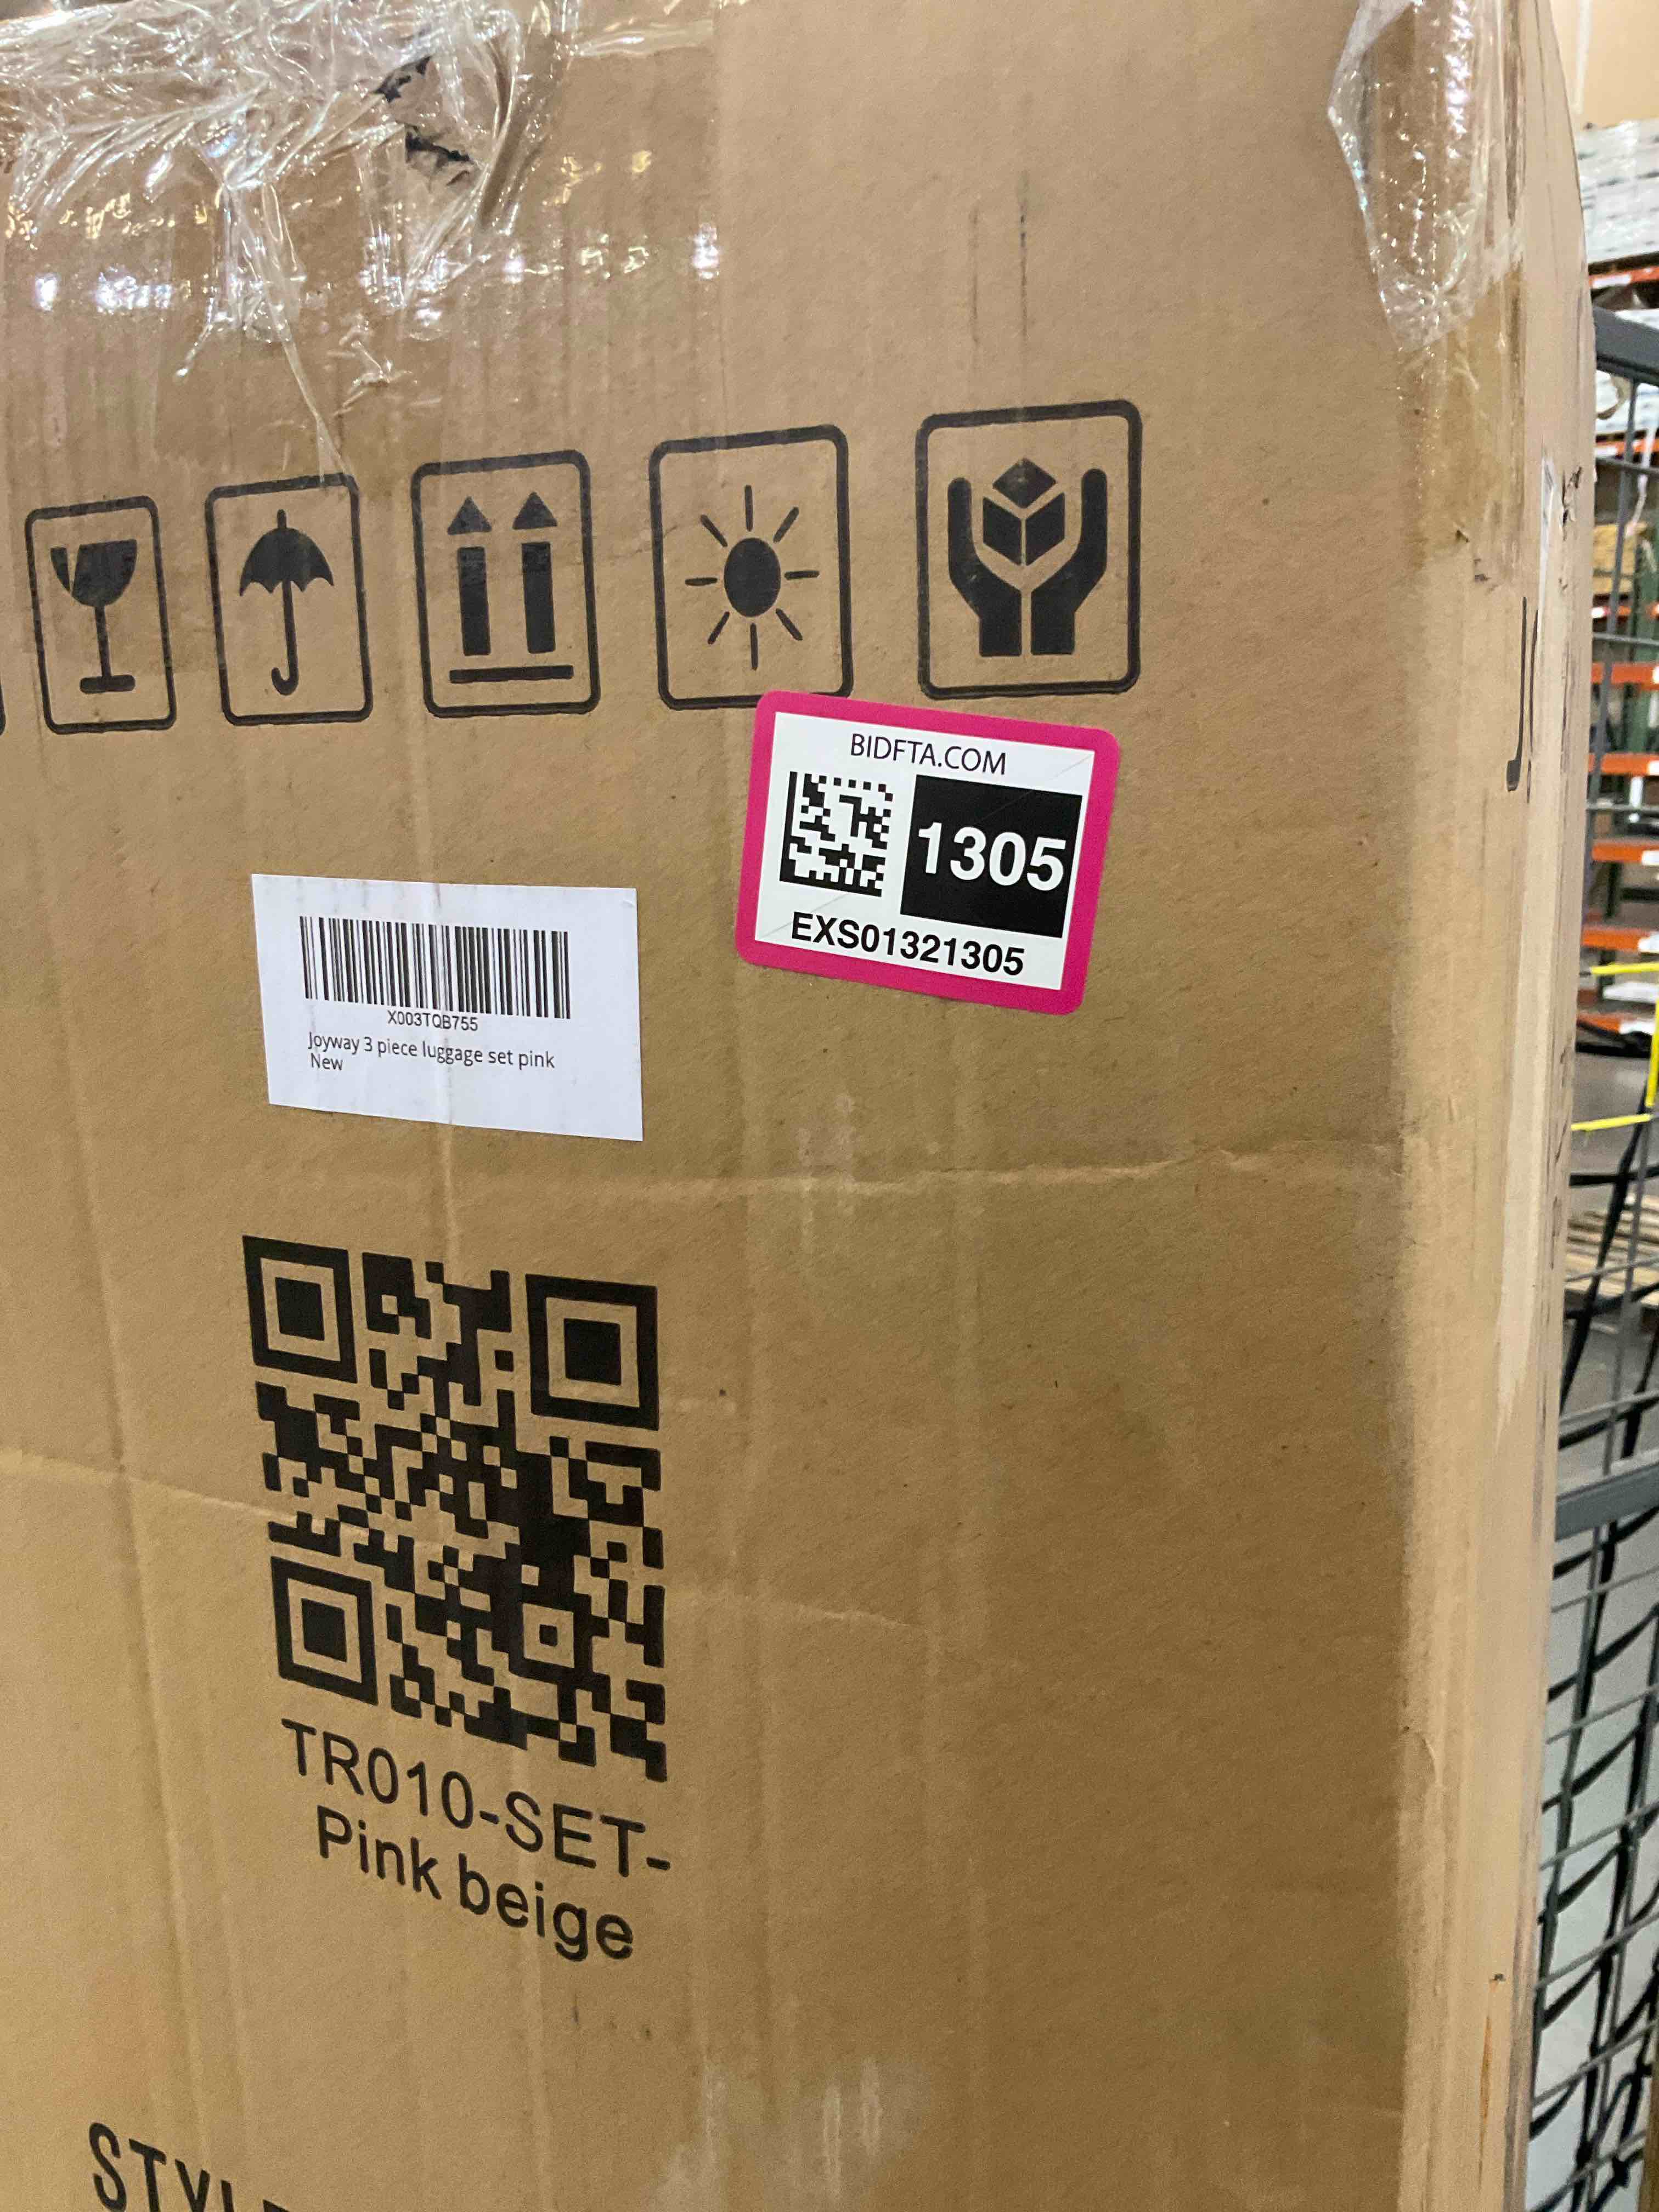 BIDFTA.COM
1305
EXS01321305
X003TQB755
Joyway 3 piece luggage set pink
New
TR010-SET-
Pink beige